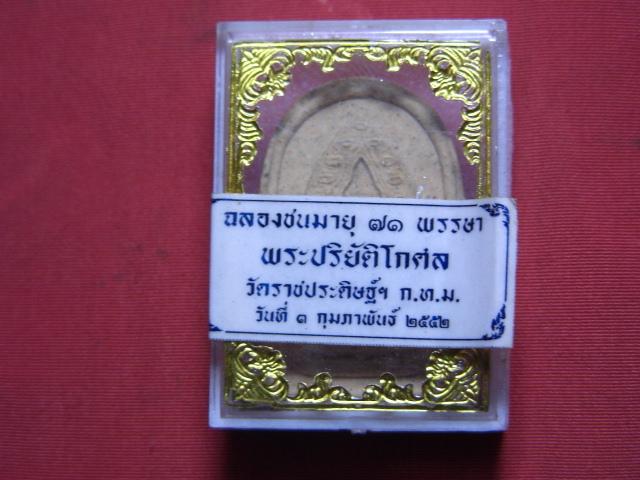 ฉลองชนมายุ ๗๑ พรรษา
พระปริยัติโกศล
วัดราชประดิษฐ์ฯ ก.ท.ม.
วันที่ ๑ กุมภาพันธ์ ๒๕๕๒